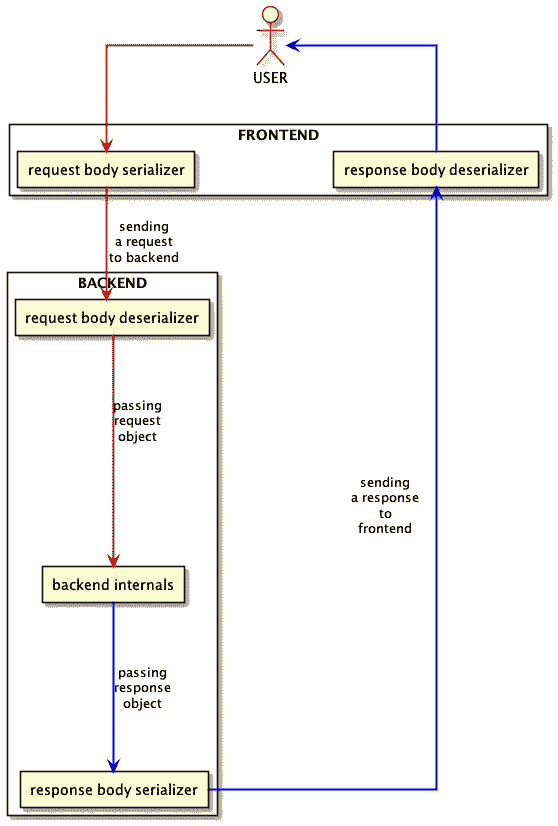 USER
FRONTEND
request body serializer
response body deserializer
sending
a request
to backend
BACKEND
request body deserializer
passing
request
object
sending
a response
to
frontend
backend internals
passing
response
object
response body serializer